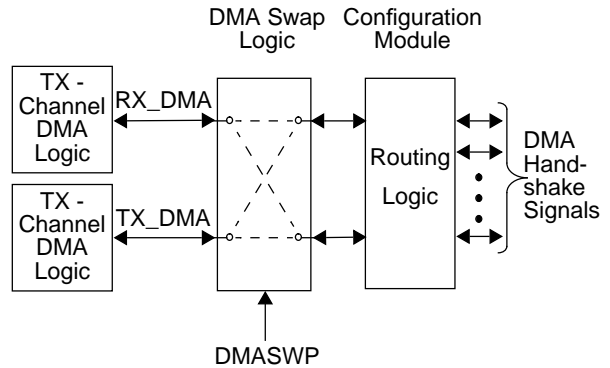 DMA Swap
Logic
Configuration
Module
TX -
Channel
DMA
Logic
RX_DMA
TX -
Channel
DMA
Logic
TX_DMA
Routing
Logic
DMA
Hand-
shake
Signals
DMASWP